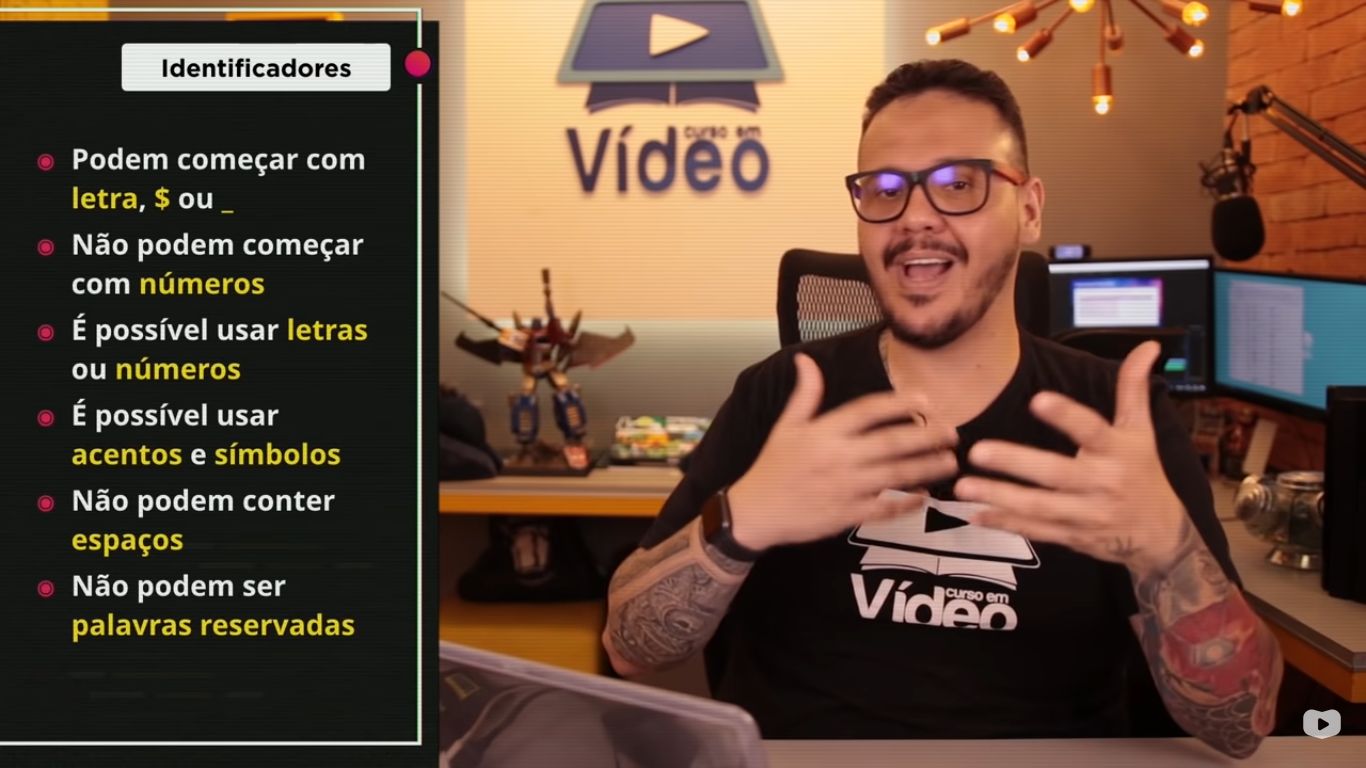 Identificadores
Podem começar com
letra, $ ou _
Não podem começar
com números
É possível usar letras
ou números
É possível usar
acentos e símbolos
Não podem conter
espaços
Não podem ser
palavras reservadas
curso em
Vídeo
curso em
Vídeo